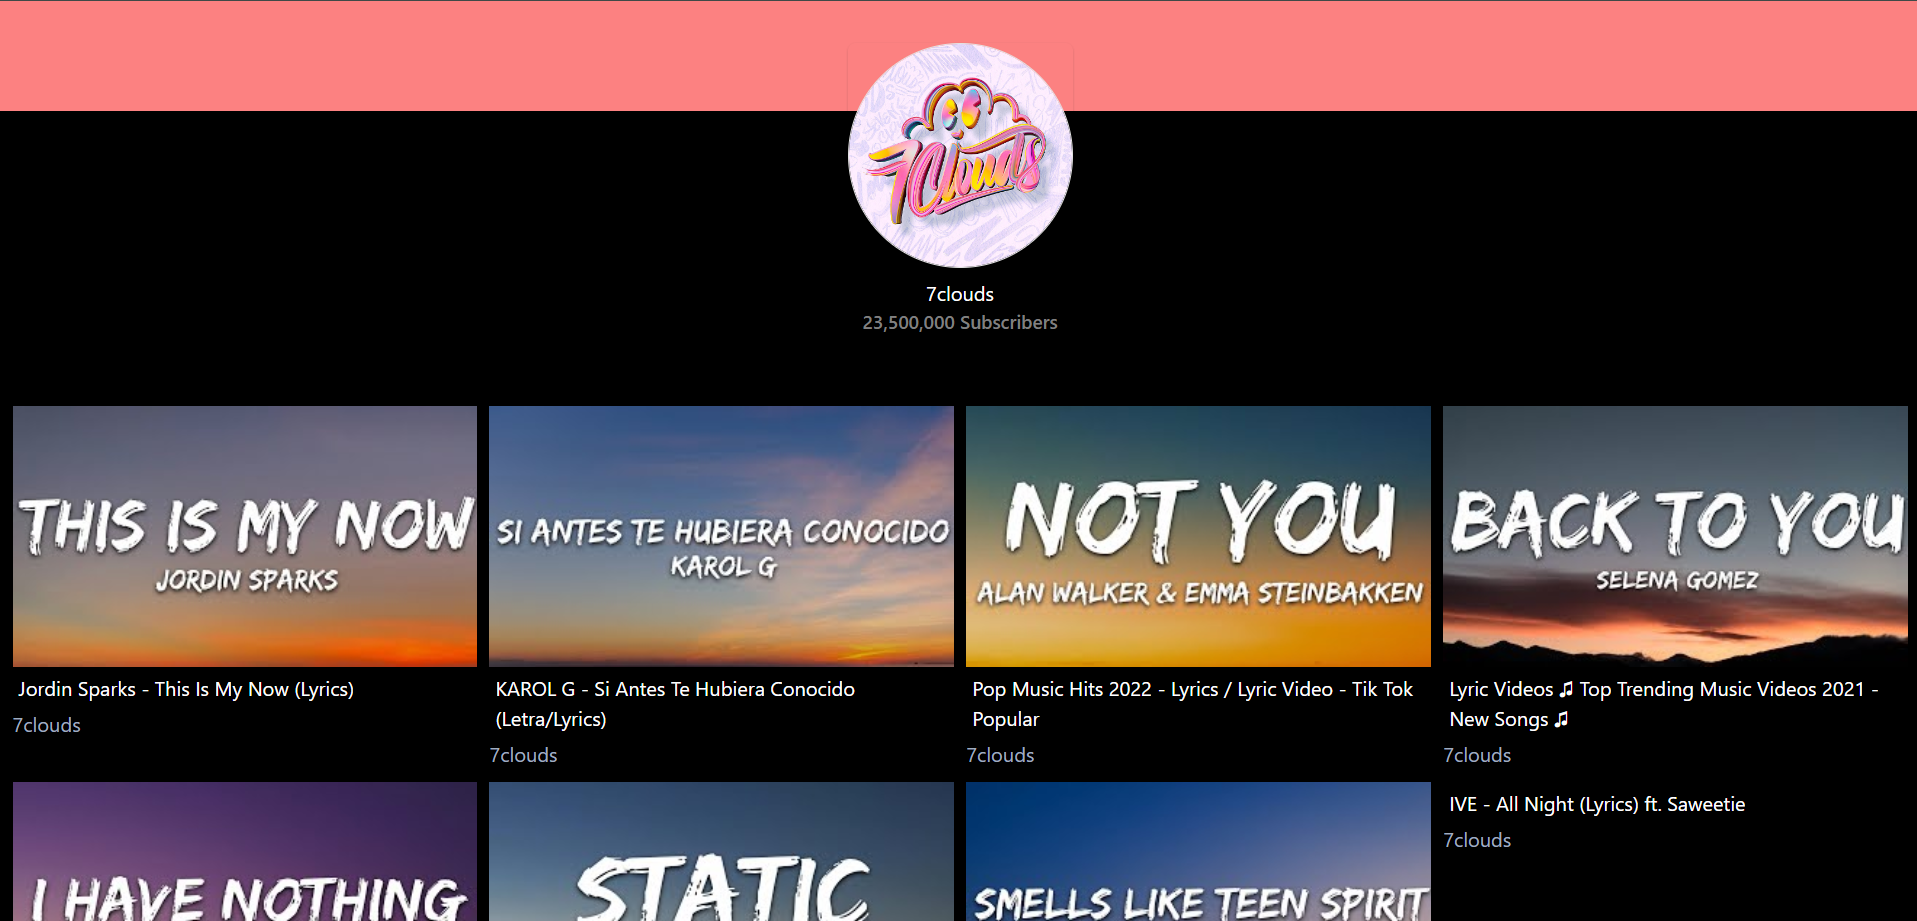 7Clouds
7clouds
23,500,000 Subscribers
THIS IS MY NOW
JORDIN SPARKS
SI ANTES TE HUBIERA CONOCIDO
KAROL G
NOT YOU
ALAN WALKER & EMMA STEINBAKKEN
BACK TO YOU
SELENA GOMEZ
Jordin Sparks - This Is My Now (Lyrics)
7clouds
KAROL G - Si Antes Te Hubiera Conocido
(Letra/Lyrics)
7clouds
Pop Music Hits 2022 - Lyrics / Lyric Video - Tik Tok
Popular
7clouds
Lyric Videos 🎵 Top Trending Music Videos 2021 -
New Songs 🎵
7clouds
I HAVE NOTHING
STATIC
SMELLS LIKE TEEN SPIRIT
IVE - All Night (Lyrics) ft. Saweetie
7clouds